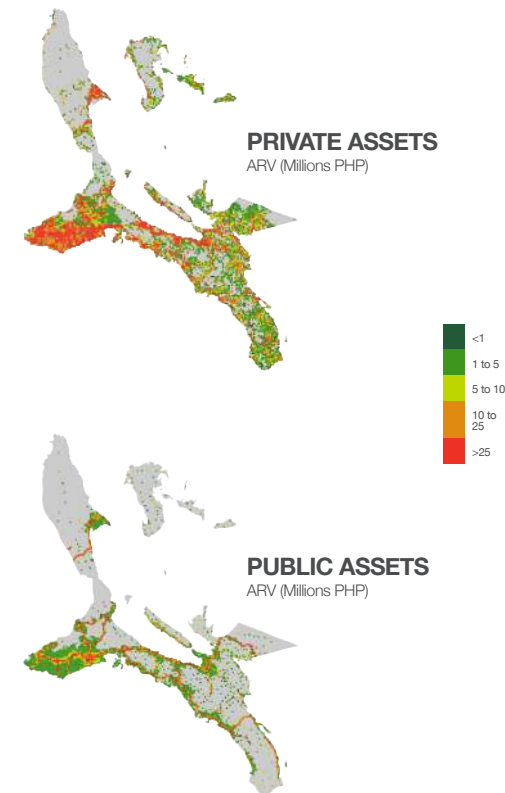 PRIVATE ASSETS
ARV (Millions PHP)
<1
1 to 5
5 to 10
10 to
25
>25
PUBLIC ASSETS
ARV (Millions PHP)